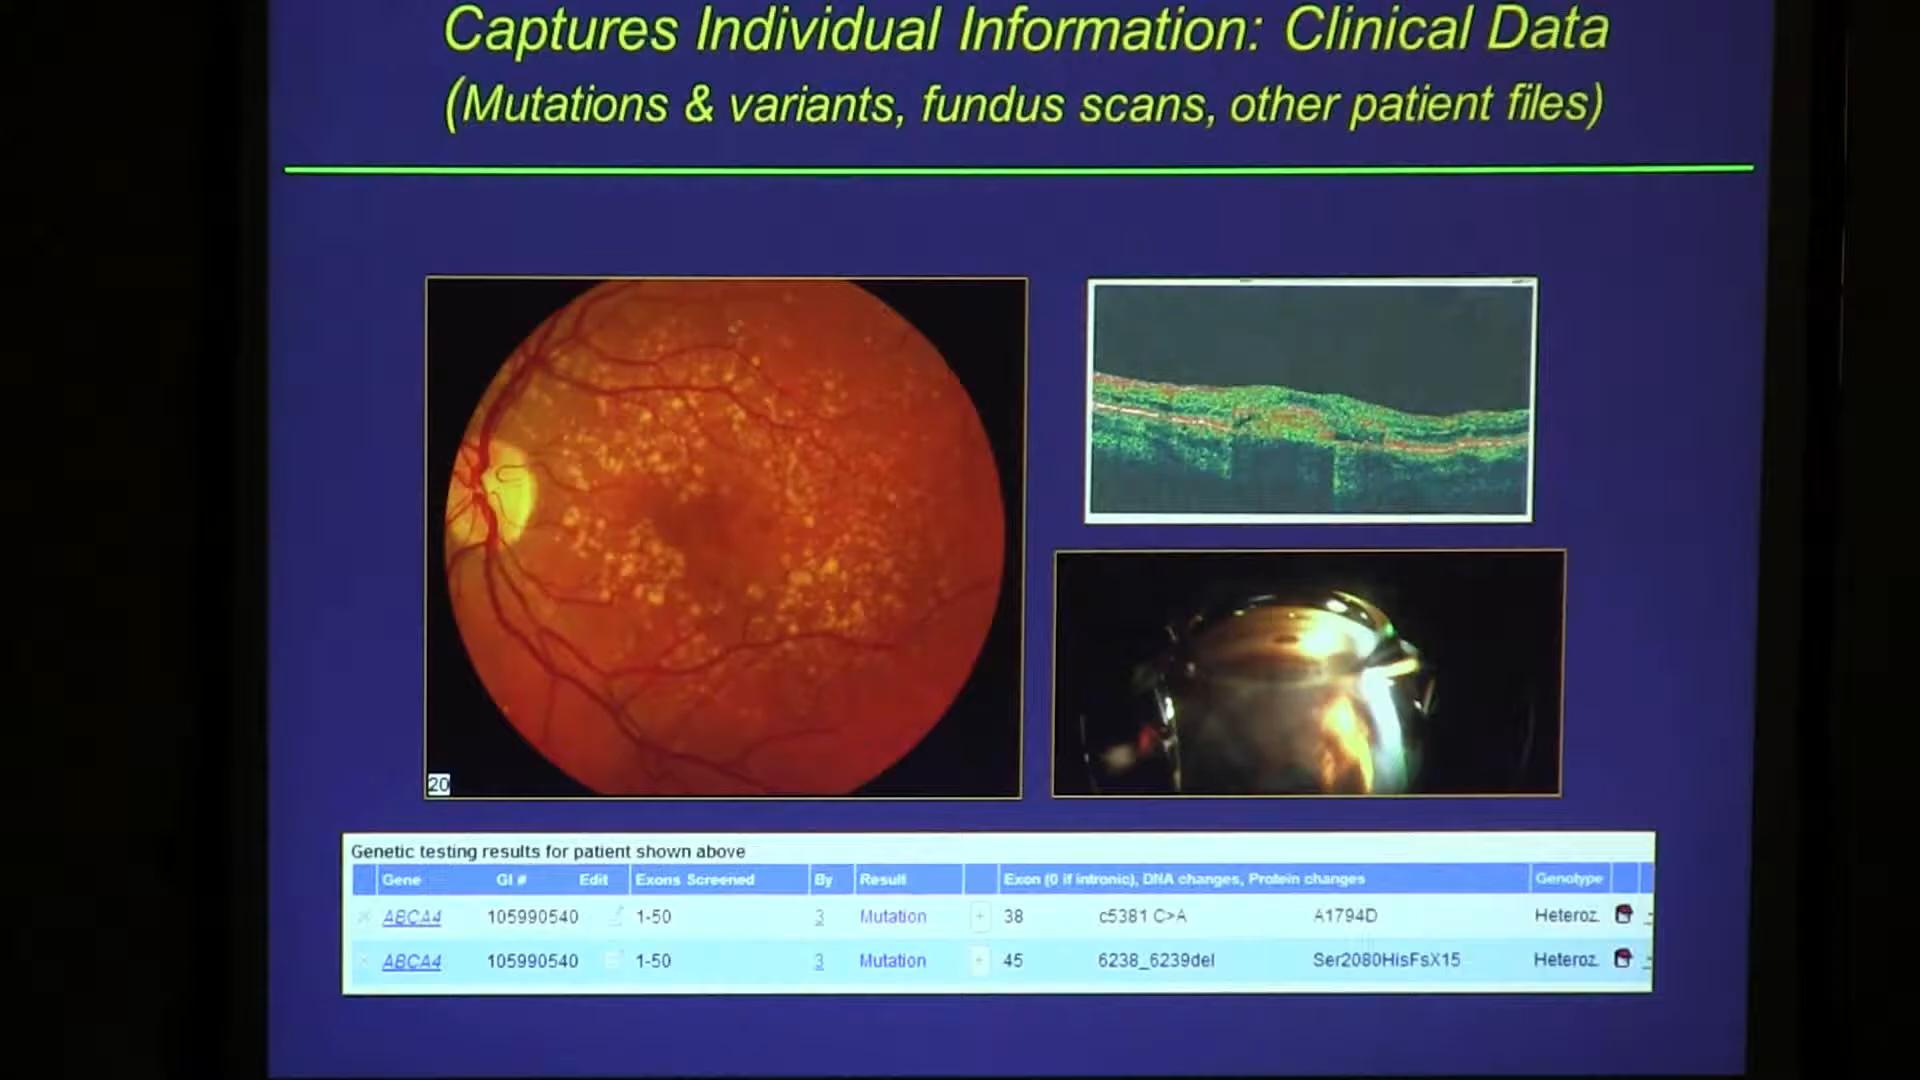 Captures Individual Information: Clinical Data
(Mutations & variants, fundus scans, other patient files)
20
Genetic testing results for patient shown above
Gene GI # Edit Exons Screened By Result Exon (0 if intronic), DNA changes, Protein changes Genotype
ABCA4 105990540 1-50 3 Mutation + 38 c5381 C>A A1794D Heteroz.
ABCA4 105990540 1-50 3 Mutation + 45 6238_6239del Ser2080HisFsX15 Heteroz.